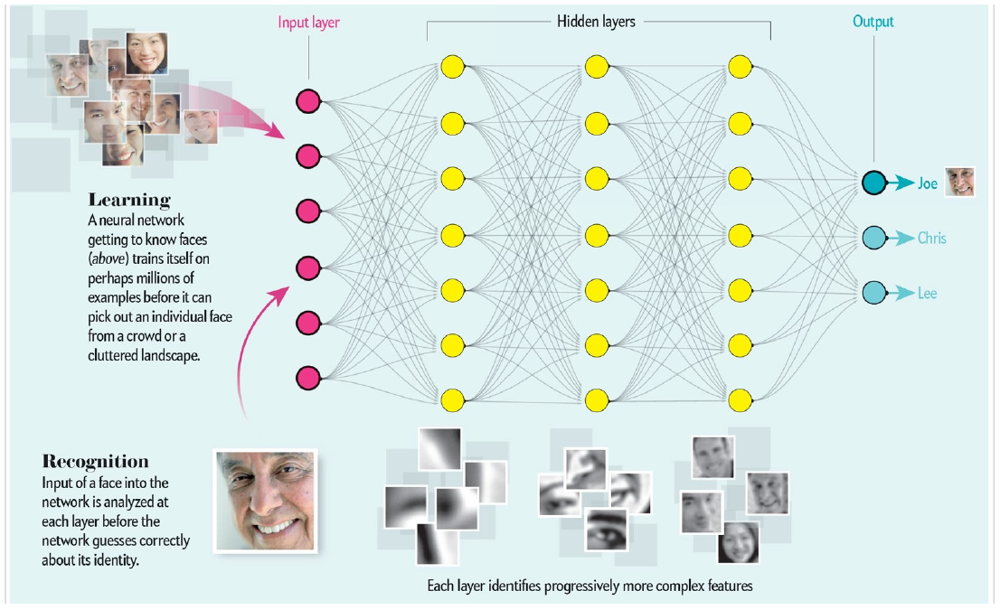 Input layer
Hidden layers
Output
Learning
A neural network
getting to know faces
(above) trains itself on
perhaps millions of
examples before it can
pick out an individual face
from a crowd or a
cluttered landscape.
Joe
Chris
Lee
Recognition
Input of a face into the
network is analyzed at
each layer before the
network guesses correctly
about its identity.
Each layer identifies progressively more complex features